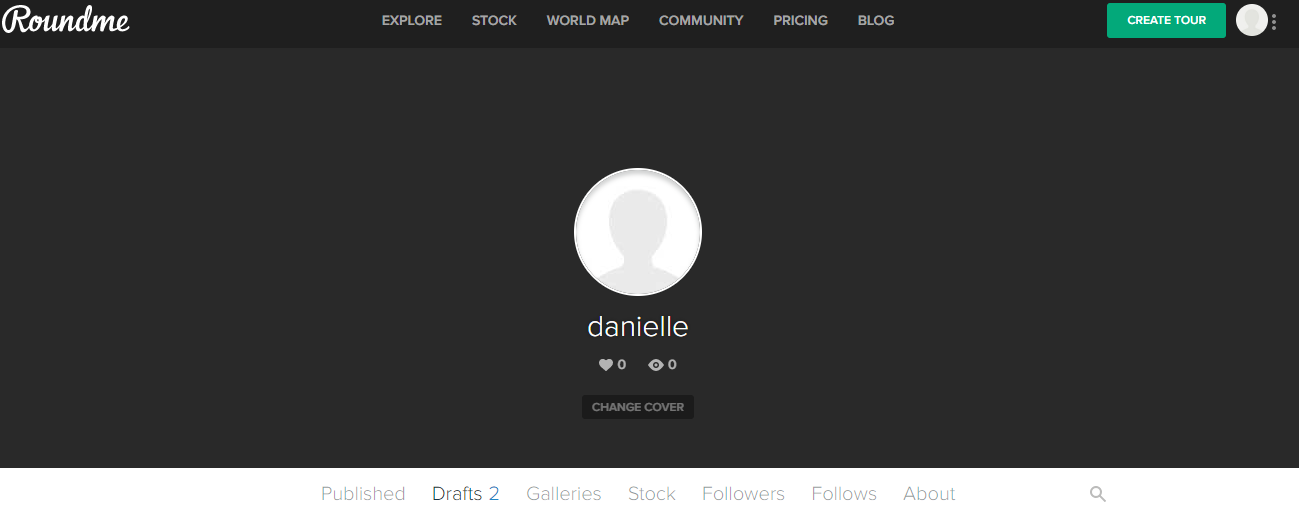 Roundme EXPLORE STOCK WORLD MAP COMMUNITY PRICING BLOG CREATE TOUR
danielle
0 0
CHANGE COVER
Published Drafts 2 Galleries Stock Followers Follows About